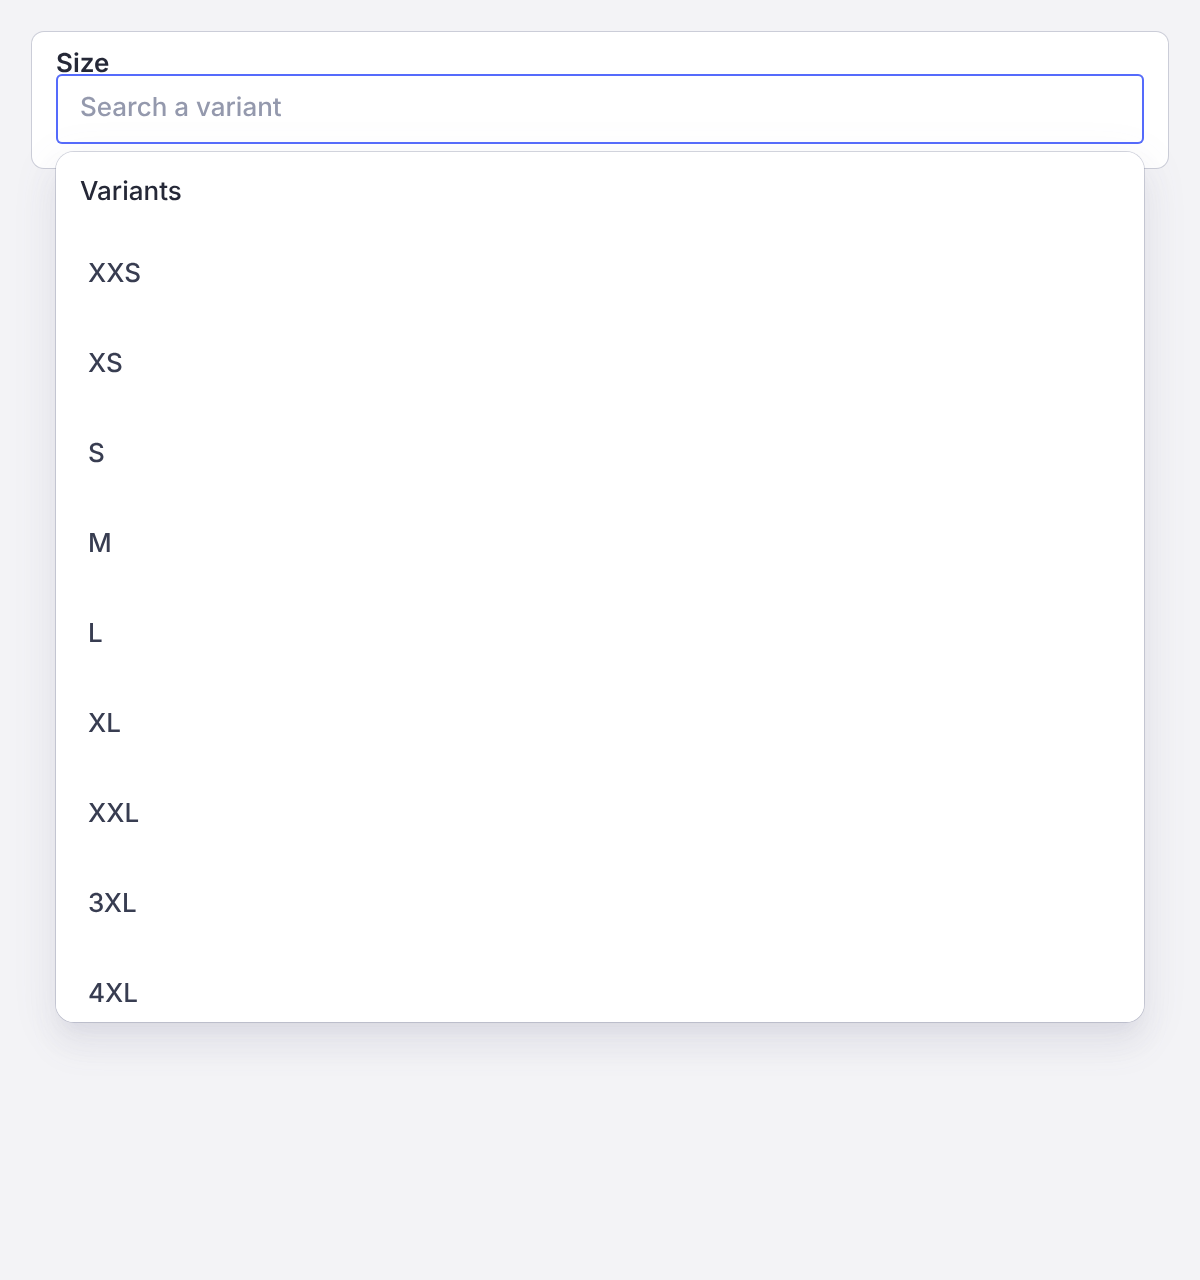 Size
Search a variant
Variants
XXS
XS
S
M
L
XL
XXL
3XL
4XL